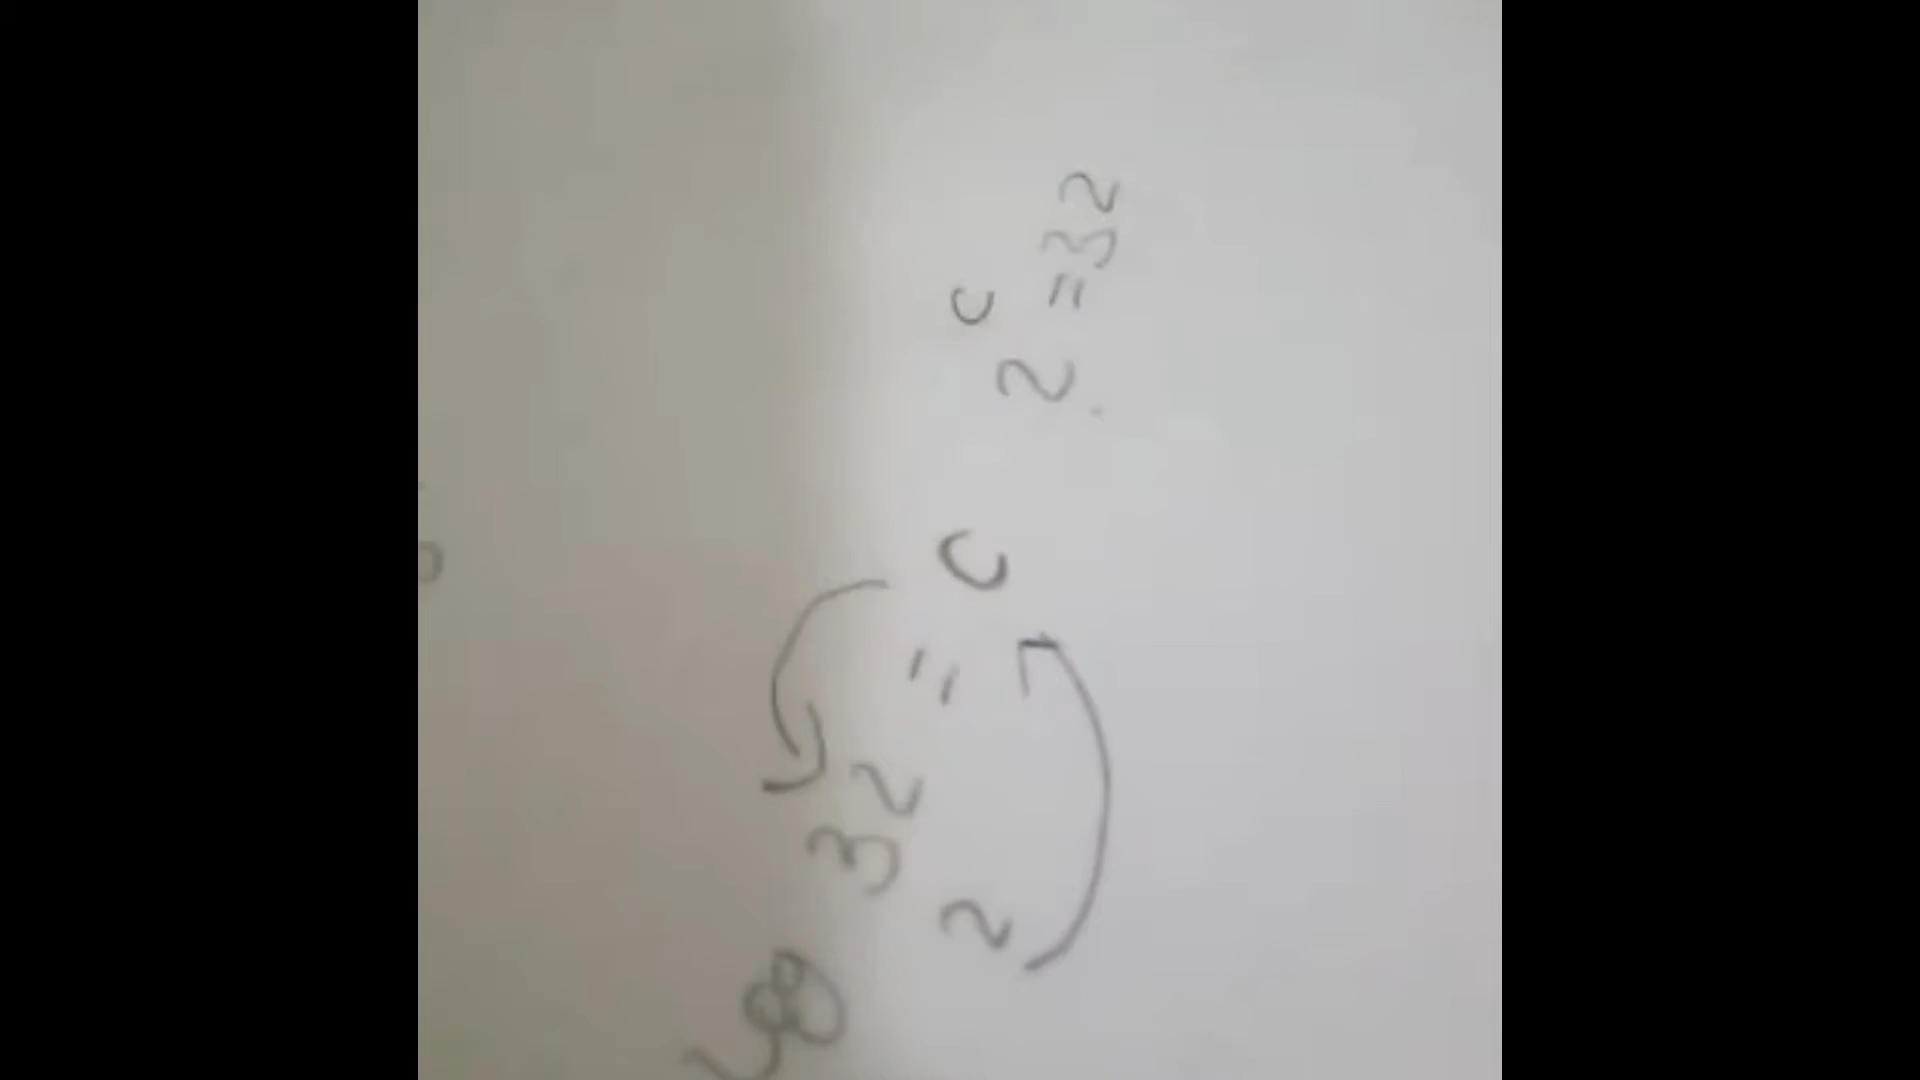 log₂ 32 = c
2ᶜ = 32